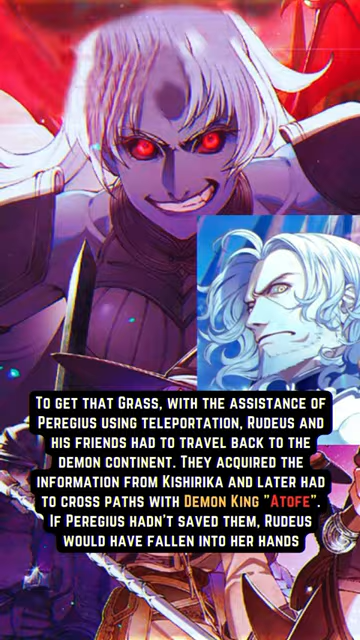 To get that Grass, with the assistance of
Peregius using teleportation, Rudeus and
his friends had to travel back to the
demon continent. They acquired the
information from Kishirika and later had
to cross paths with Demon King "Atofe".
If Peregius hadn't saved them, Rudeus
would have fallen into her hands